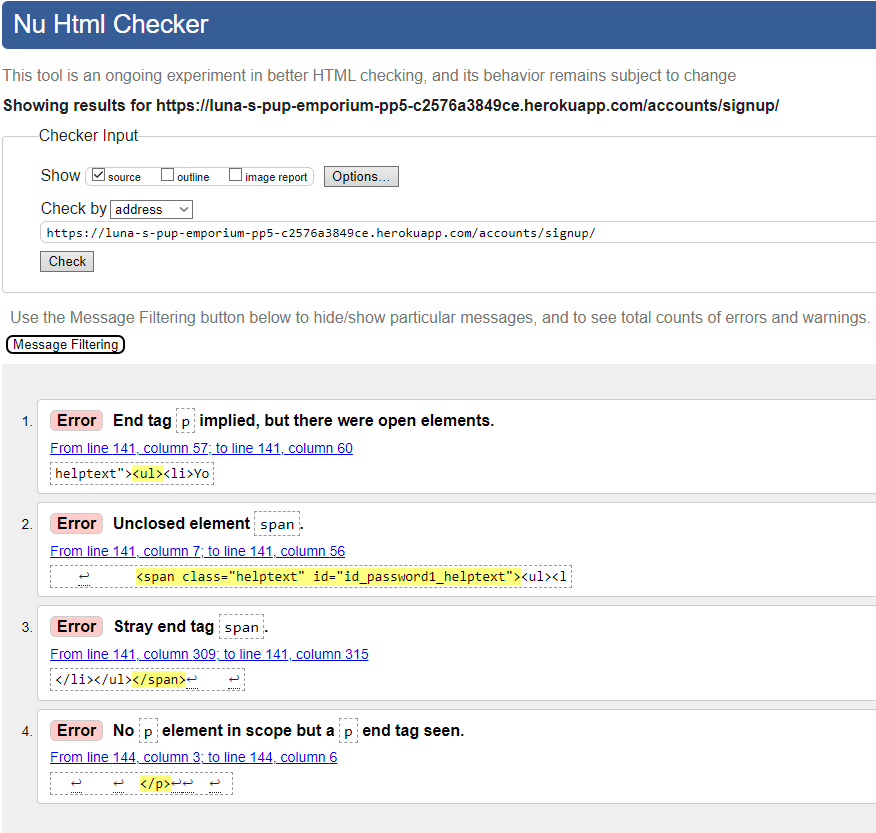 Nu Html Checker
This tool is an ongoing experiment in better HTML checking, and its behavior remains subject to change
Showing results for https://luna-s-pup-emporium-pp5-c2576a3849ce.herokuapp.com/accounts/signup/
Checker Input
Show source outline image report Options...
Check by address
https://luna-s-pup-emporium-pp5-c2576a3849ce.herokuapp.com/accounts/signup/
Check
Use the Message Filtering button below to hide/show particular messages, and to see total counts of errors and warnings.
Message Filtering
1. Error End tag p implied, but there were open elements.
From line 141, column 57; to line 141, column 60
helptext"><ul><li>Yo
2. Error Unclosed element span.
From line 141, column 7; to line 141, column 56
↩ <span class="helptext" id="id_password1_helptext"><ul><l
3. Error Stray end tag span.
From line 141, column 309; to line 141, column 315
</li></ul></span>↩ ↩
4. Error No p element in scope but a p end tag seen.
From line 144, column 3; to line 144, column 6
↩ ↩ </p>↩↩ ↩